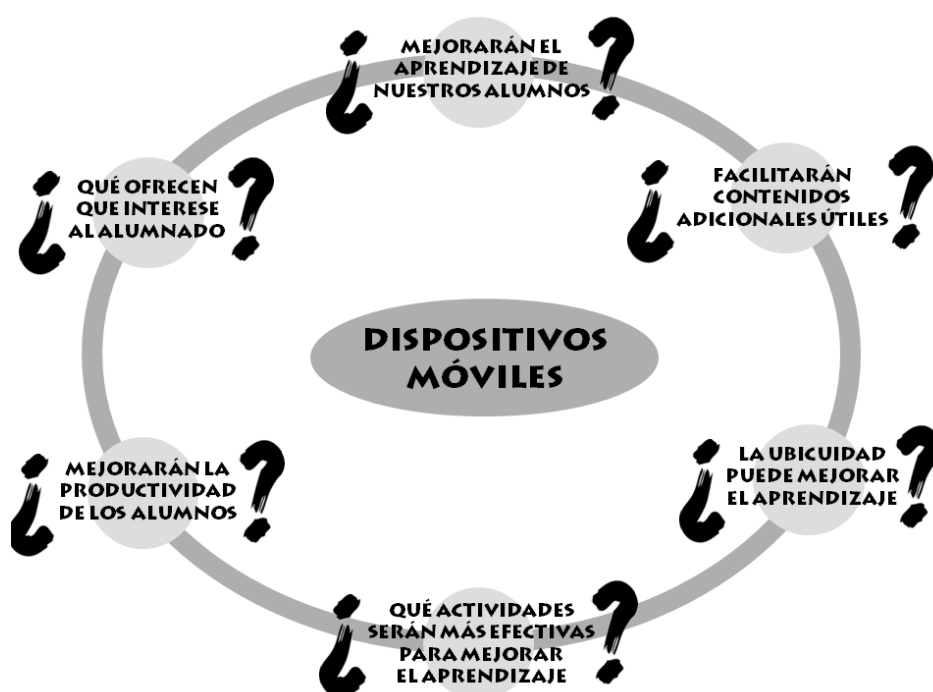 ¿ MEJORARÁN EL
APRENDIZAJE DE
NUESTROS ALUMNOS ?
¿ FACILITARÁN
CONTENIDOS
ADICIONALES ÚTILES ?
¿ LA UBICUIDAD
PUEDE MEJORAR
EL APRENDIZAJE ?
¿ QUÉ ACTIVIDADES
SERÁN MÁS EFECTIVAS
PARA MEJORAR
EL APRENDIZAJE ?
¿ MEJORARÁN LA
PRODUCTIVIDAD
DE LOS ALUMNOS ?
¿ QUÉ OFRECEN
QUE INTERESE
AL ALUMNADO ?
DISPOSITIVOS
MÓVILES